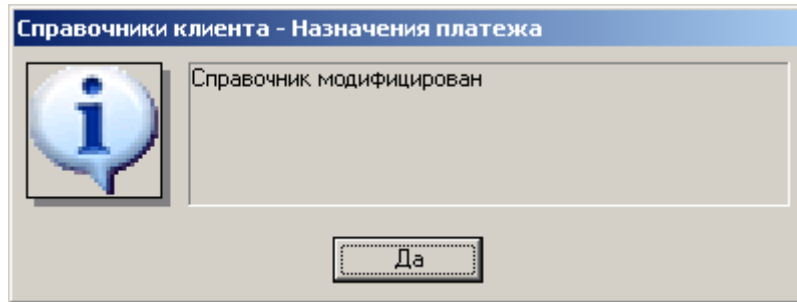 Справочники клиента - Назначения платежа
Справочник модифицирован
Да